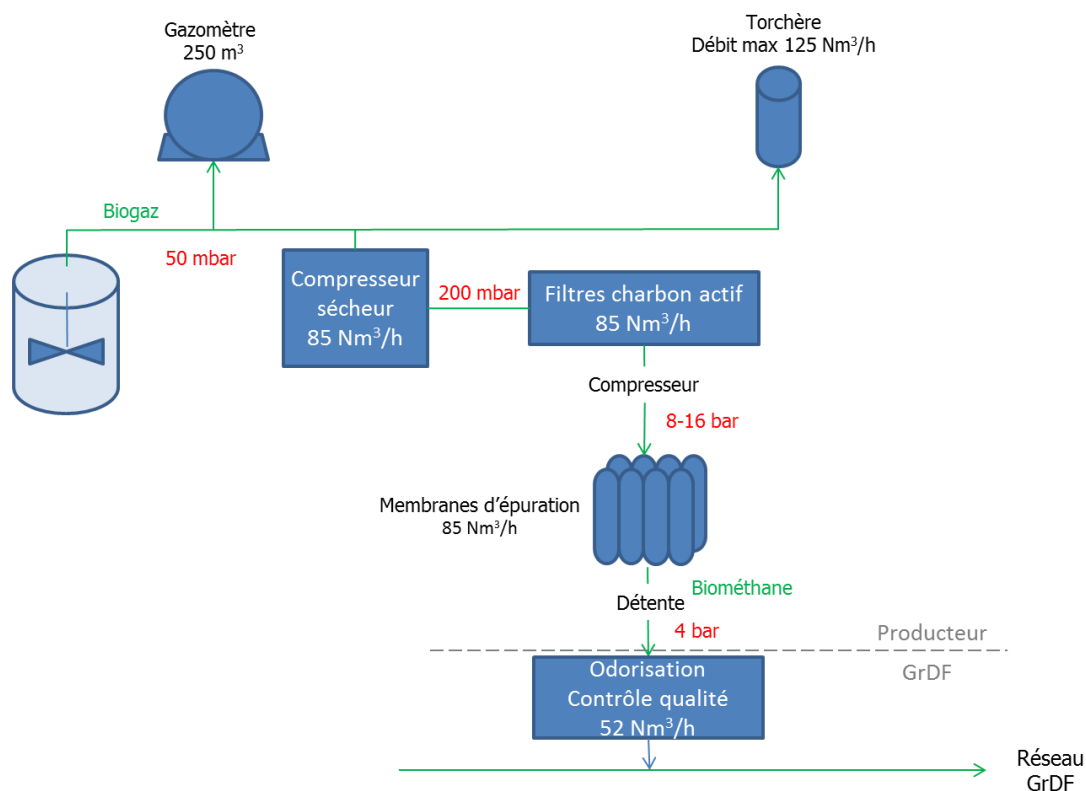 Gazomètre
250 m³
Torchère
Débit max 125 Nm³/h
Biogaz
50 mbar
Compresseur
sécheur
85 Nm³/h
200 mbar
Filtres charbon actif
85 Nm³/h
Compresseur
8-16 bar
Membranes d'épuration
85 Nm³/h
Biométhane
Détente
4 bar
Producteur
GrDF
Odorisation
Contrôle qualité
52 Nm³/h
Réseau
GrDF